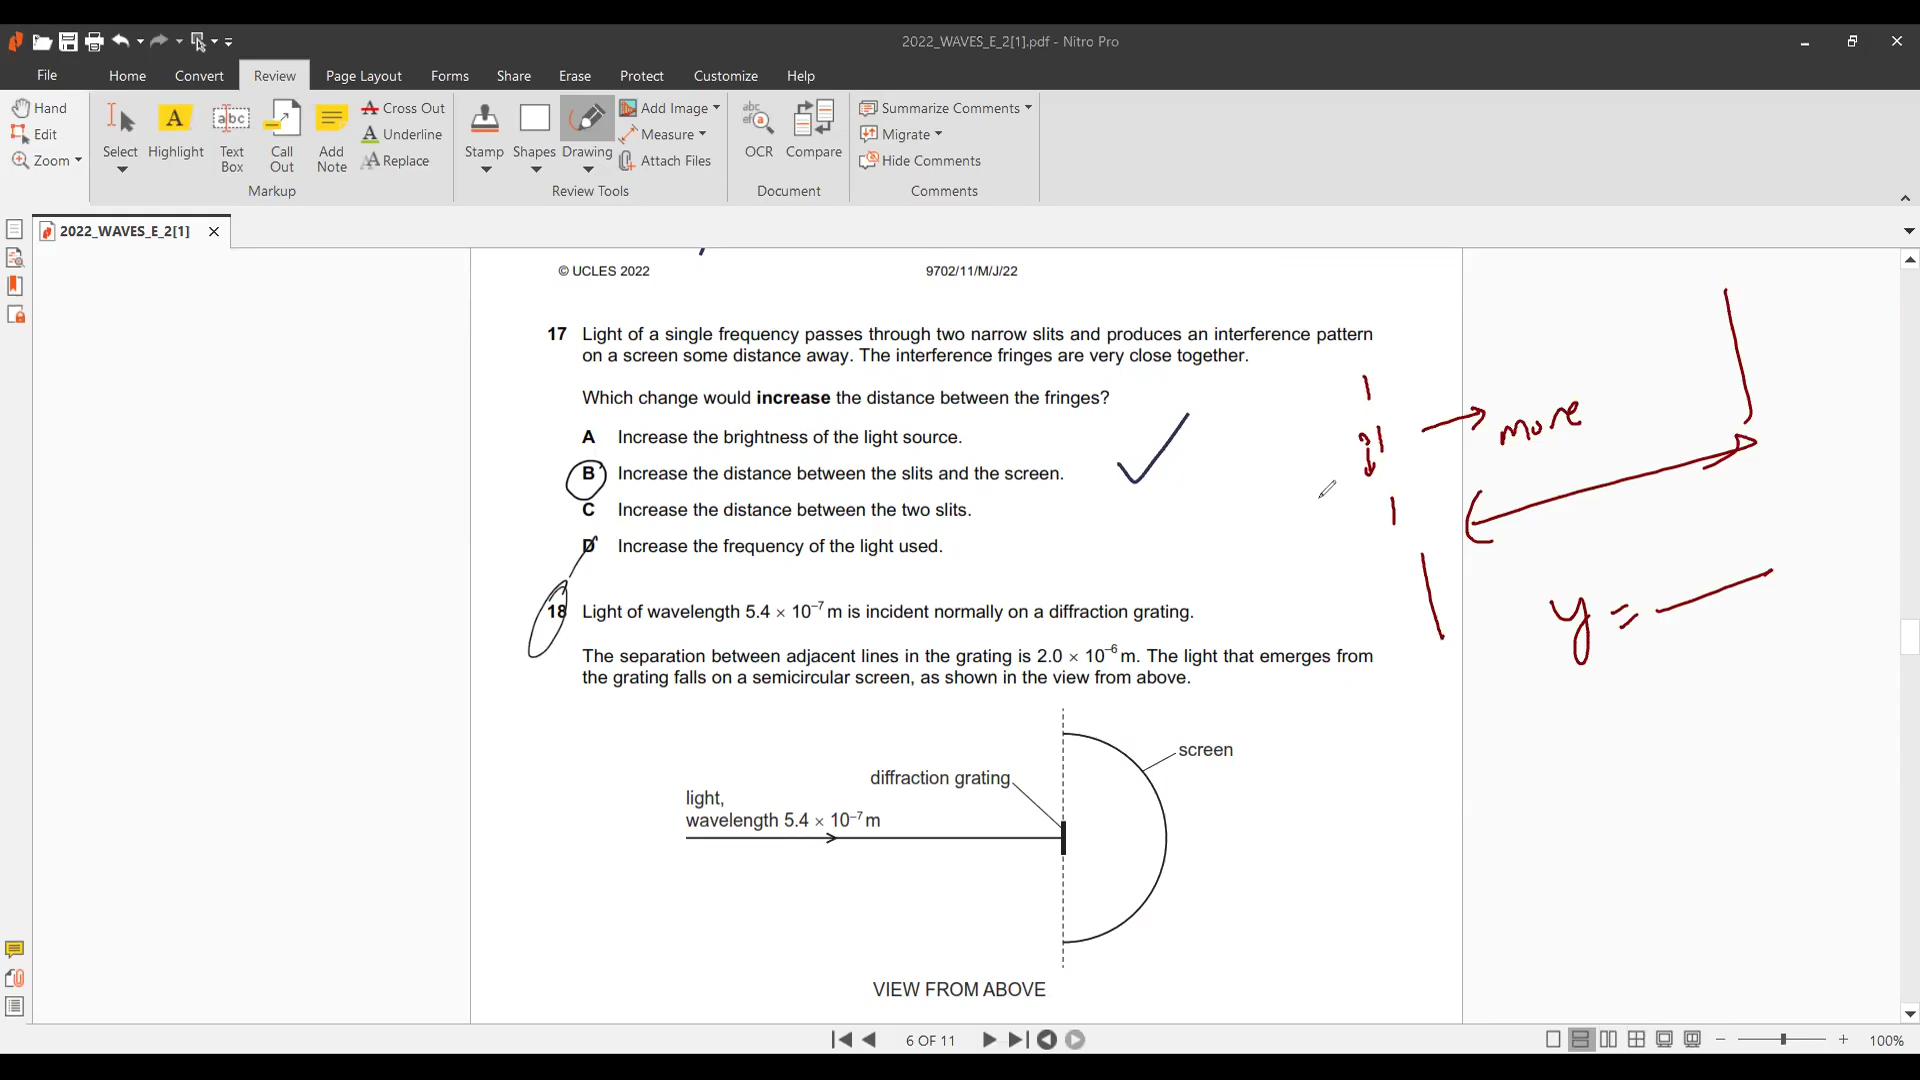 2022_WAVES_E_2[1].pdf - Nitro Pro
File Home Convert Review Page Layout Forms Share Erase Protect Customize Help
Hand
Edit
Zoom
Select
Highlight
Text Box
Call Out
Add Note
Cross Out
Underline
Replace
Markup
Stamp
Shapes
Drawing
Add Image
Measure
Attach Files
Review Tools
OCR
Compare
Document
Summarize Comments
Migrate
Hide Comments
Comments
2022_WAVES_E_2[1]
© UCLES 2022 9702/11/M/J/22
17 Light of a single frequency passes through two narrow slits and produces an interference pattern
on a screen some distance away. The interference fringes are very close together.
Which change would increase the distance between the fringes?
A Increase the brightness of the light source.
B Increase the distance between the slits and the screen.
C Increase the distance between the two slits.
D Increase the frequency of the light used.
more
y =
18 Light of wavelength 5.4 × 10⁻⁷ m is incident normally on a diffraction grating.
The separation between adjacent lines in the grating is 2.0 × 10⁻⁶ m. The light that emerges from
the grating falls on a semicircular screen, as shown in the view from above.
screen
diffraction grating
light,
wavelength 5.4 × 10⁻⁷ m
VIEW FROM ABOVE
6 OF 11
100%